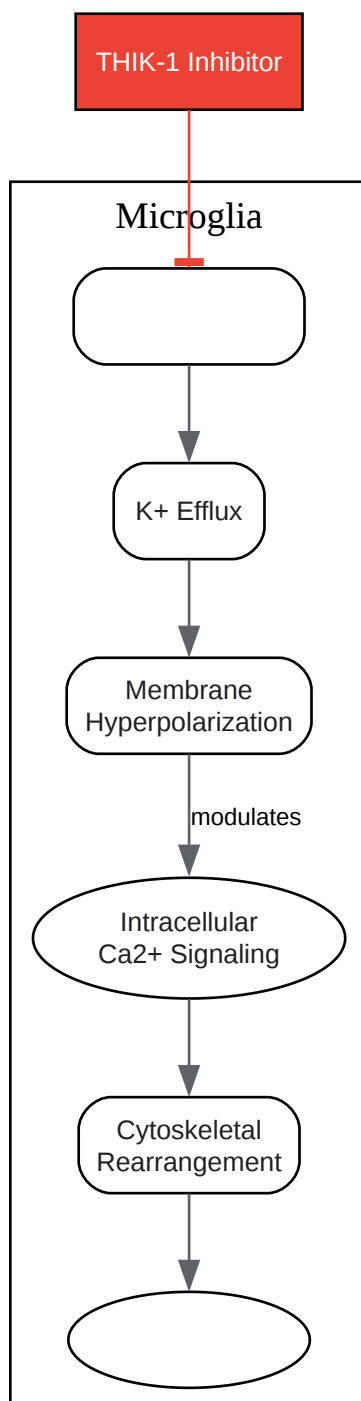 THIK-1 Inhibitor
Microglia
K+ Efflux
Membrane
Hyperpolarization
modulates
Intracellular
Ca2+ Signaling
Cytoskeletal
Rearrangement